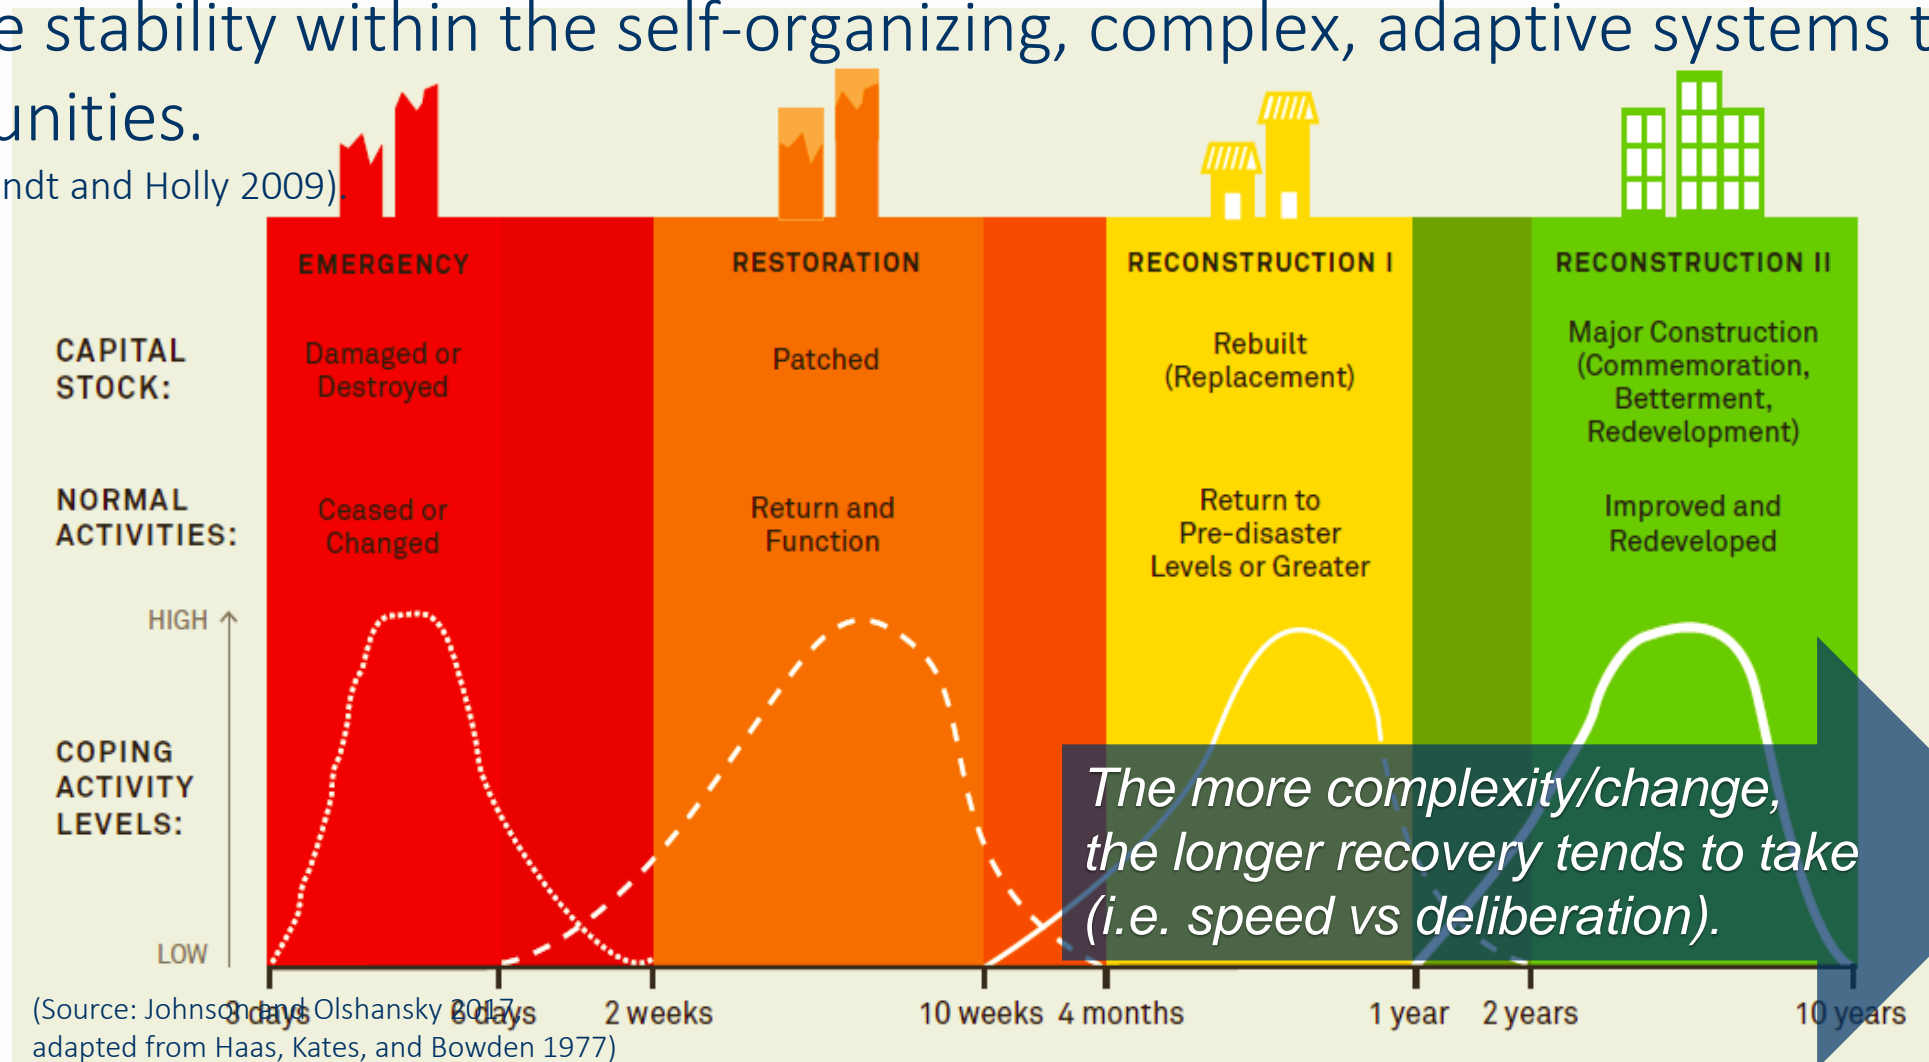 e stability within the self-organizing, complex, adaptive systems t
unities.
ndt and Holly 2009).
EMERGENCY
RESTORATION
RECONSTRUCTION I
RECONSTRUCTION II
CAPITAL
STOCK:
Damaged or
Destroyed
Patched
Rebuilt
(Replacement)
Major Construction
(Commemoration,
Betterment,
Redevelopment)
NORMAL
ACTIVITIES:
Ceased or
Changed
Return and
Function
Return to
Pre-disaster
Levels or Greater
Improved and
Redeveloped
HIGH
COPING
ACTIVITY
LEVELS:
LOW
The more complexity/change,
the longer recovery tends to take
(i.e. speed vs deliberation).
3 days
6 days
2 weeks
10 weeks
4 months
1 year
2 years
10 years
(Source: Johnson and Olshansky 2017,
adapted from Haas, Kates, and Bowden 1977)